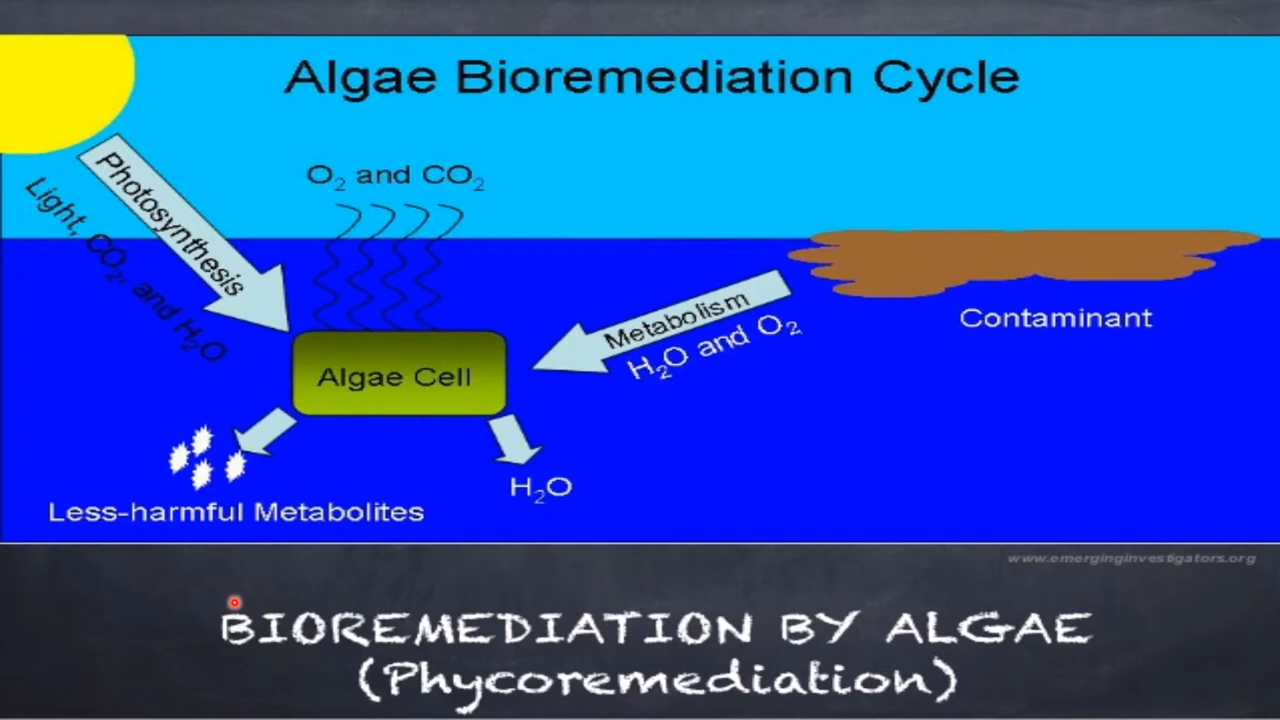 Algae Bioremediation Cycle
O₂ and CO₂
Photosynthesis
Light, CO₂, and H₂O
Metabolism
H₂O and O₂
Contaminant
Algae Cell
H₂O
Less-harmful Metabolites
www.emerginginvestigators.org
BIOREMEDIATION BY ALGAE
(Phycoremediation)